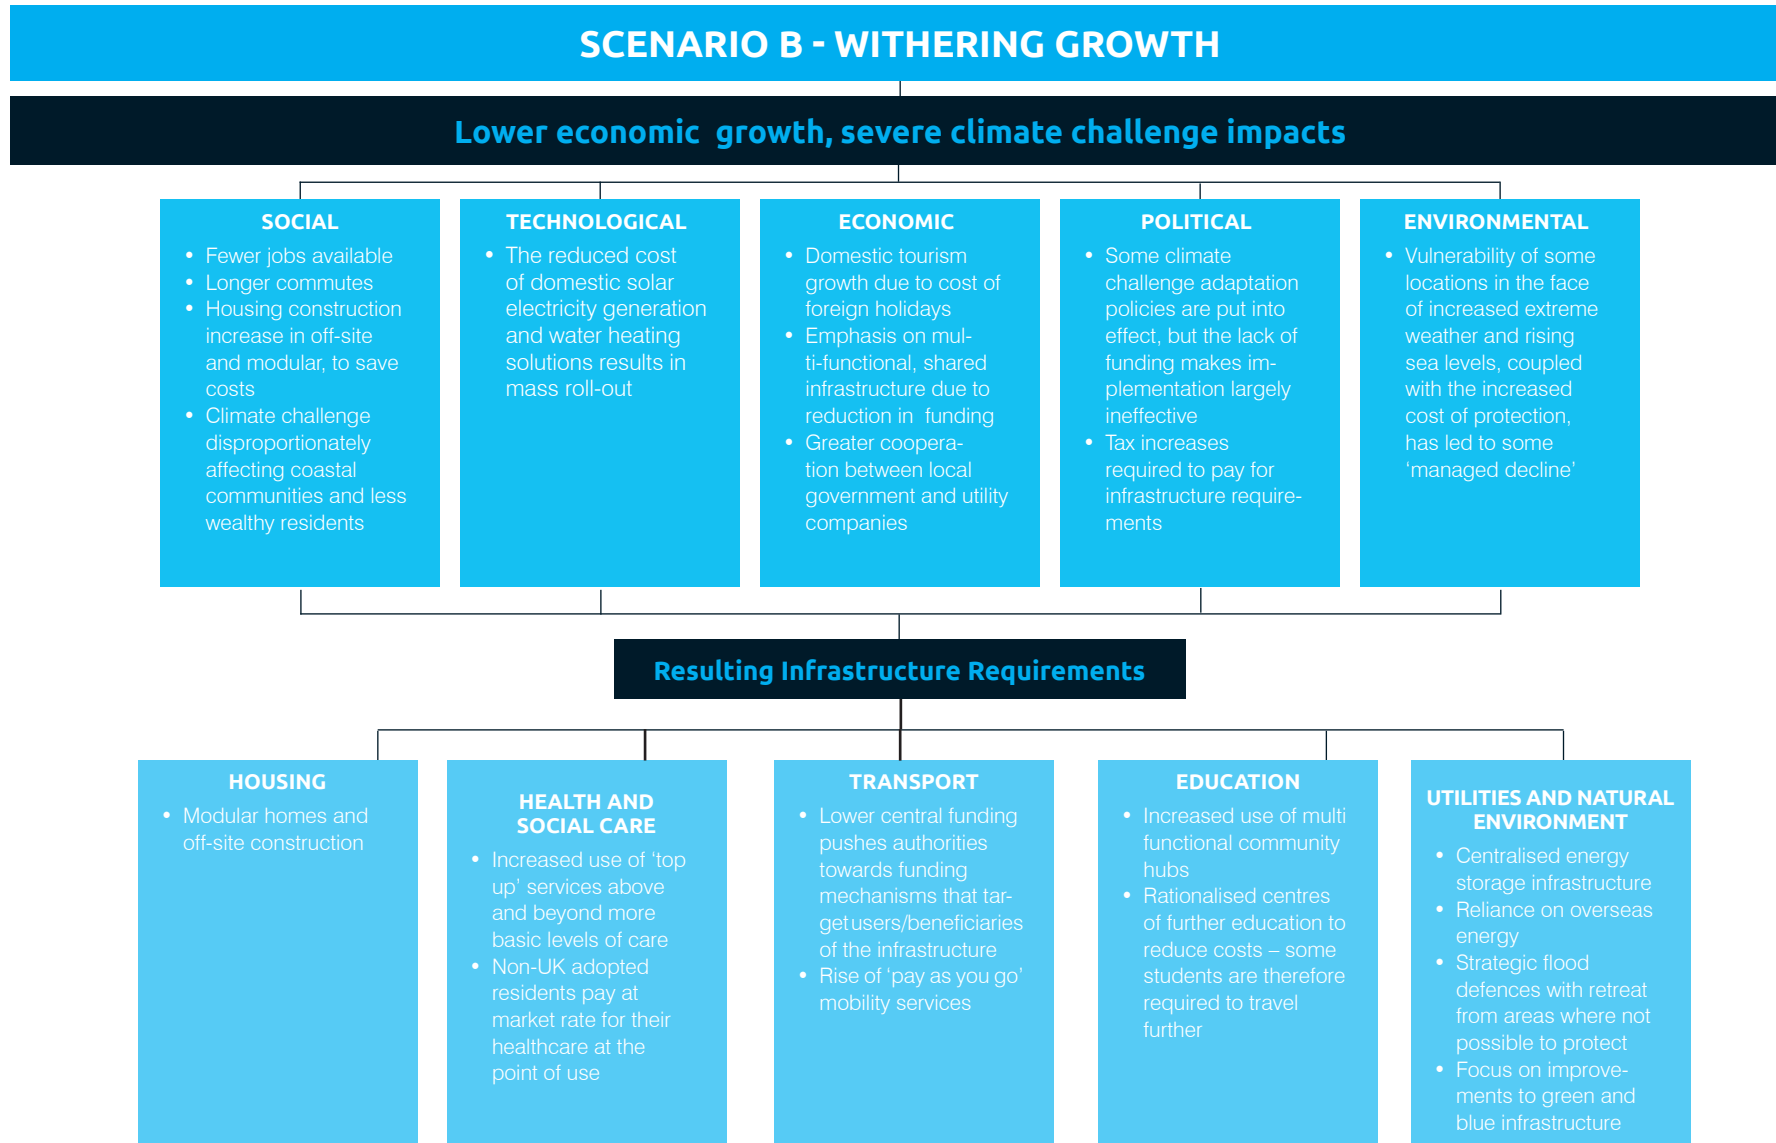 SCENARIO B - WITHERING GROWTH
Lower economic growth, severe climate challenge impacts
SOCIAL
• Fewer jobs available
• Longer commutes
• Housing construction
increase in off-site
and modular, to save
costs
• Climate challenge
disproportionately
affecting coastal
communities and less
wealthy residents
TECHNOLOGICAL
• The reduced cost
of domestic solar
electricity generation
and water heating
solutions results in
mass roll-out
ECONOMIC
• Domestic tourism
growth due to cost of
foreign holidays
• Emphasis on mul-
ti-functional, shared
infrastructure due to
reduction in funding
• Greater coopera-
tion between local
government and utility
companies
POLITICAL
• Some climate
challenge adaptation
policies are put into
effect, but the lack of
funding makes im-
plementation largely
ineffective
• Tax increases
required to pay for
infrastructure require-
ments
ENVIRONMENTAL
• Vulnerability of some
locations in the face
of increased extreme
weather and rising
sea levels, coupled
with the increased
cost of protection,
has led to some
‘managed decline’
Resulting Infrastructure Requirements
HOUSING
• Modular homes and
off-site construction
HEALTH AND
SOCIAL CARE
• Increased use of ‘top
up’ services above
and beyond more
basic levels of care
• Non-UK adopted
residents pay at
market rate for their
healthcare at the
point of use
TRANSPORT
• Lower central funding
pushes authorities
towards funding
mechanisms that tar-
get users/beneficiaries
of the infrastructure
• Rise of ‘pay as you go’
mobility services
EDUCATION
• Increased use of multi
functional community
hubs
• Rationalised centres
of further education to
reduce costs – some
students are therefore
required to travel
further
UTILITIES AND NATURAL
ENVIRONMENT
• Centralised energy
storage infrastructure
• Reliance on overseas
energy
• Strategic flood
defences with retreat
from areas where not
possible to protect
• Focus on improve-
ments to green and
blue infrastructure